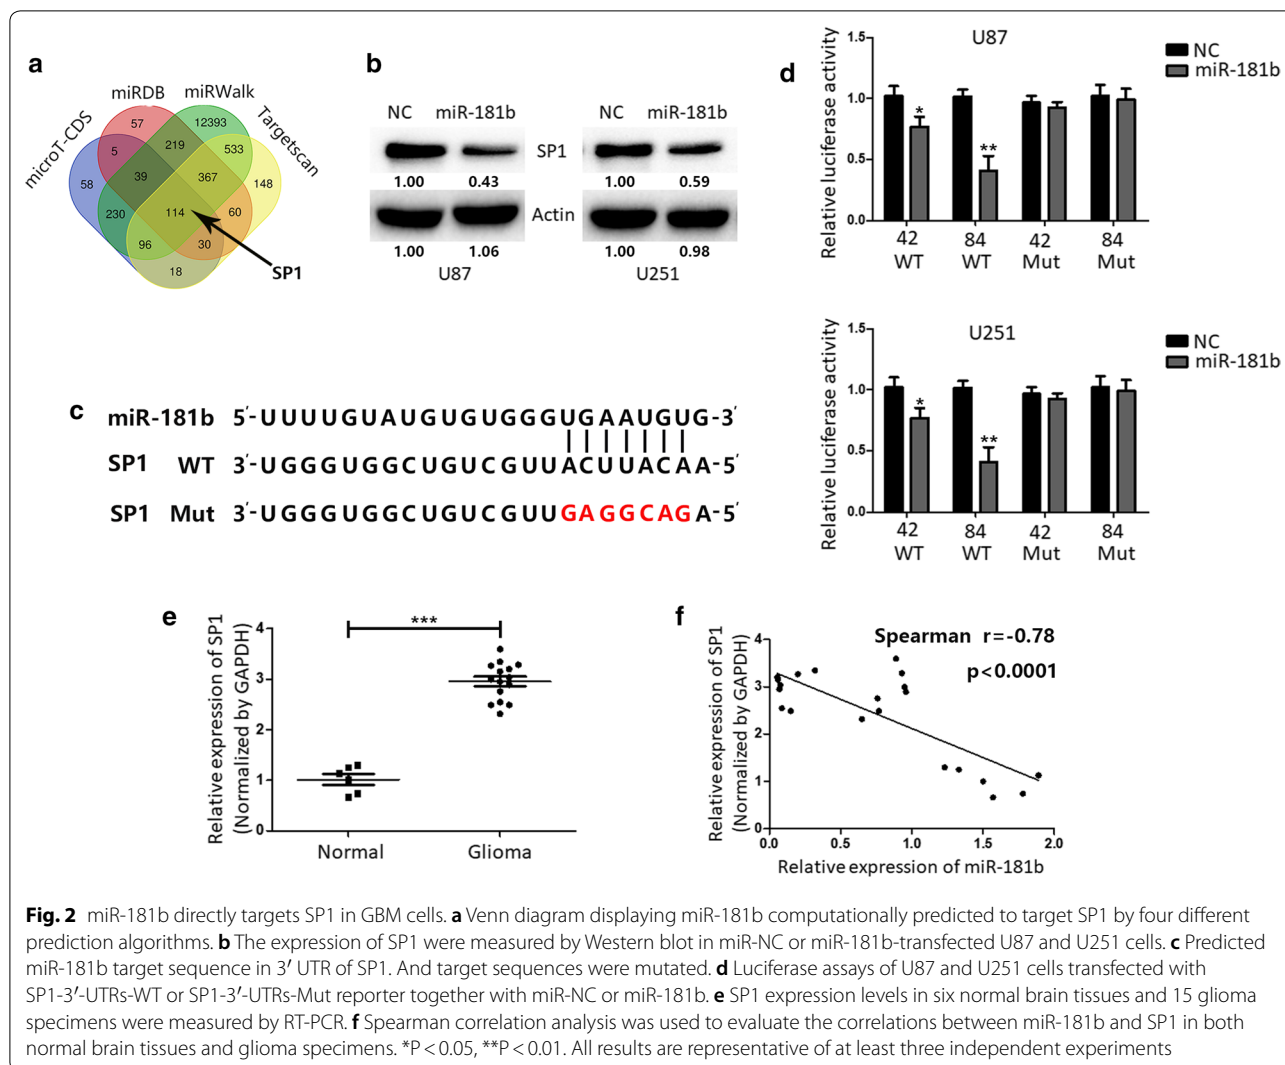 a
miRDB
miRWalk
microT-CDS
Targetscan
57
12393
5
219
533
58
39
367
148
230
114
60
96
30
18
SP1
b
NC miR-181b
NC miR-181b
SP1
1.00 0.43
1.00 0.59
Actin
1.00 1.06
1.00 0.98
U87
U251
c
miR-181b 5′-UUUUGUAUGUGUGGGUGAAUGUG-3′
SP1 WT 3′-UGGGUGGCUGUCGUUACUUACAA-5′
SP1 Mut 3′-UGGGUGGCUGUCGUUGAGGCAGA-5′
d
U87
NC
miR-181b
Relative luciferase activity
1.5
1.0
0.5
0.0
*
**
42 WT
84 WT
42 Mut
84 Mut
U251
NC
miR-181b
Relative luciferase activity
1.5
1.0
0.5
0.0
*
**
42 WT
84 WT
42 Mut
84 Mut
e
Relative expression of SP1
(Normalized by GAPDH)
4
3
2
1
0
***
Normal
Glioma
f
Relative expression of SP1
(Normalized by GAPDH)
4
3
2
1
0
Spearman r=-0.78
p<0.0001
0.0 0.5 1.0 1.5 2.0
Relative expression of miR-181b
Fig. 2 miR-181b directly targets SP1 in GBM cells. a Venn diagram displaying miR-181b computationally predicted to target SP1 by four different
prediction algorithms. b The expression of SP1 were measured by Western blot in miR-NC or miR-181b-transfected U87 and U251 cells. c Predicted
miR-181b target sequence in 3′ UTR of SP1. And target sequences were mutated. d Luciferase assays of U87 and U251 cells transfected with
SP1-3′-UTRs-WT or SP1-3′-UTRs-Mut reporter together with miR-NC or miR-181b. e SP1 expression levels in six normal brain tissues and 15 glioma
specimens were measured by RT-PCR. f Spearman correlation analysis was used to evaluate the correlations between miR-181b and SP1 in both
normal brain tissues and glioma specimens. *P < 0.05, **P < 0.01. All results are representative of at least three independent experiments